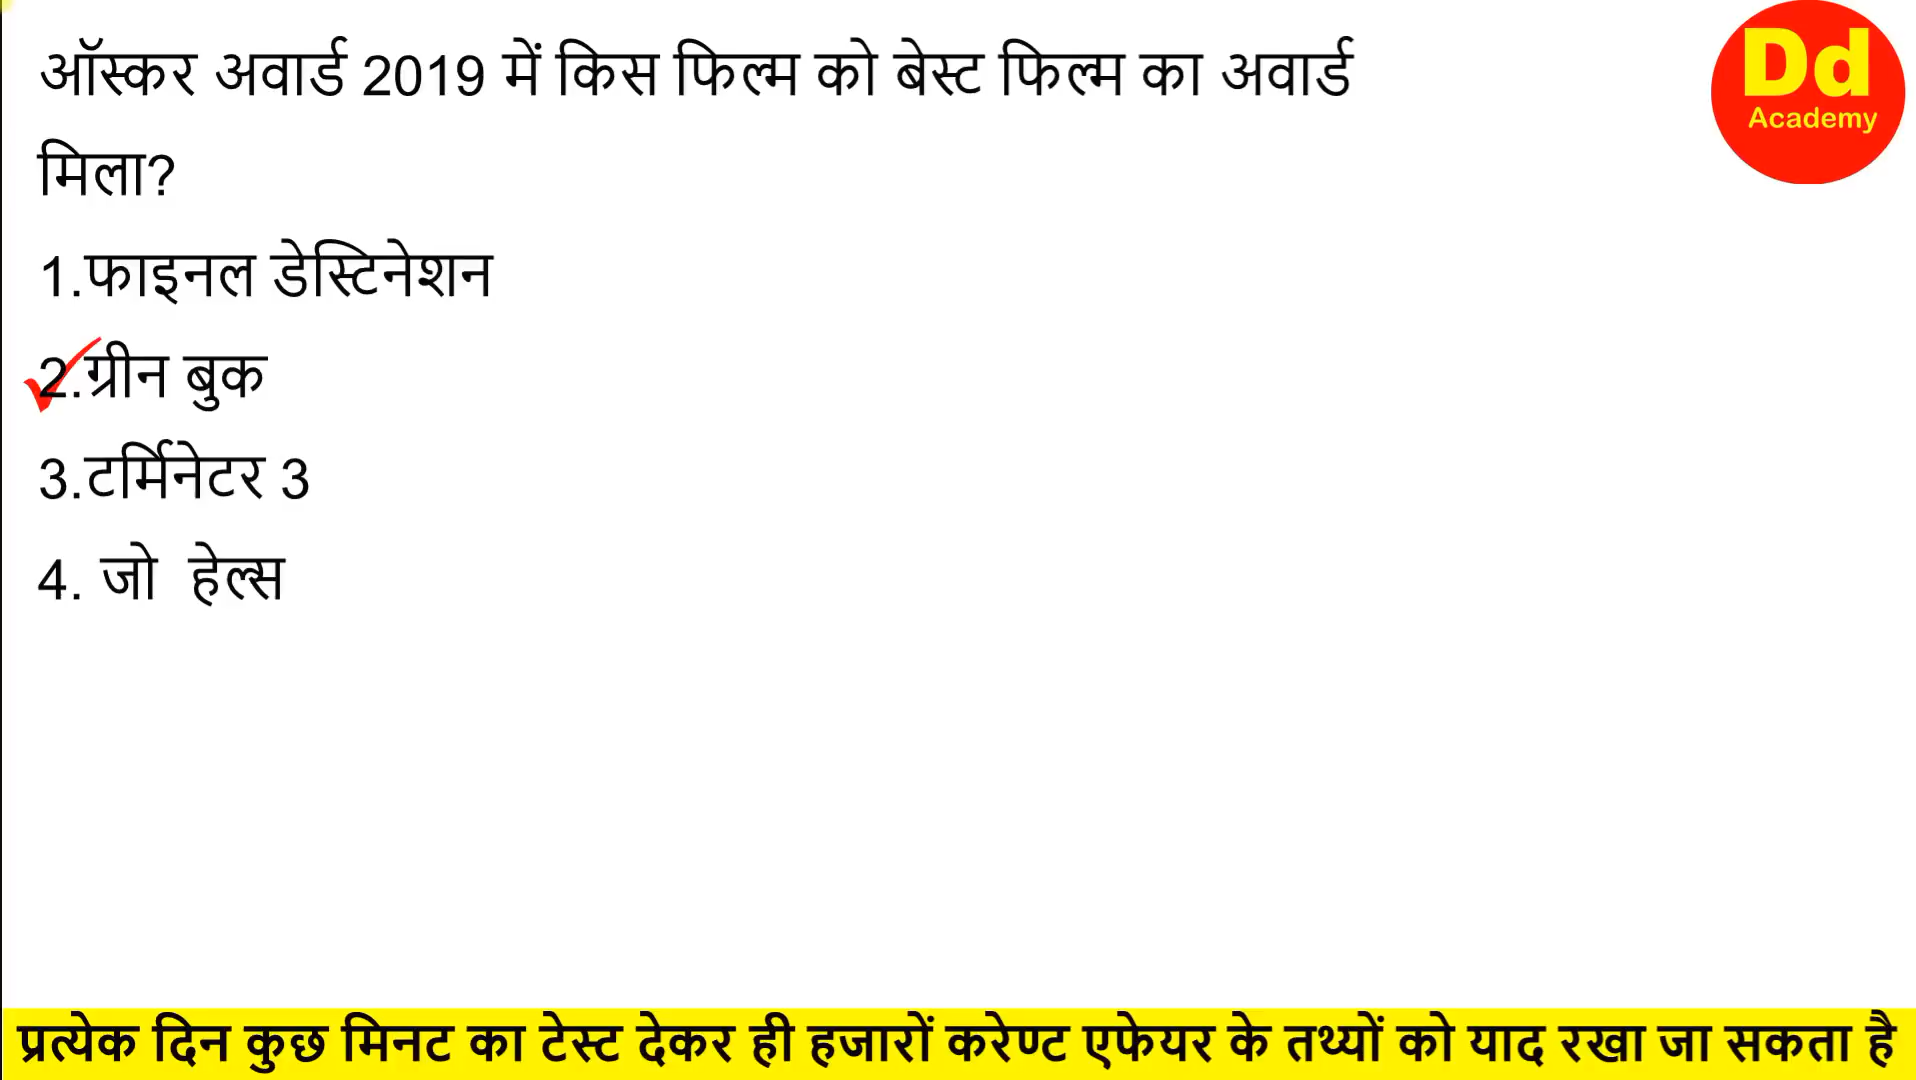 ऑस्कर अवार्ड 2019 में किस फिल्म को बेस्ट फिल्म का अवार्ड
मिला?
1.फाइनल डेस्टिनेशन
2.ग्रीन बुक
3.टर्मिनेटर 3
4. जो हेल्स
Dd
Academy
प्रत्येक दिन कुछ मिनट का टेस्ट देकर ही हजारों करेण्ट एफेयर के तथ्यों को याद रखा जा सकता है